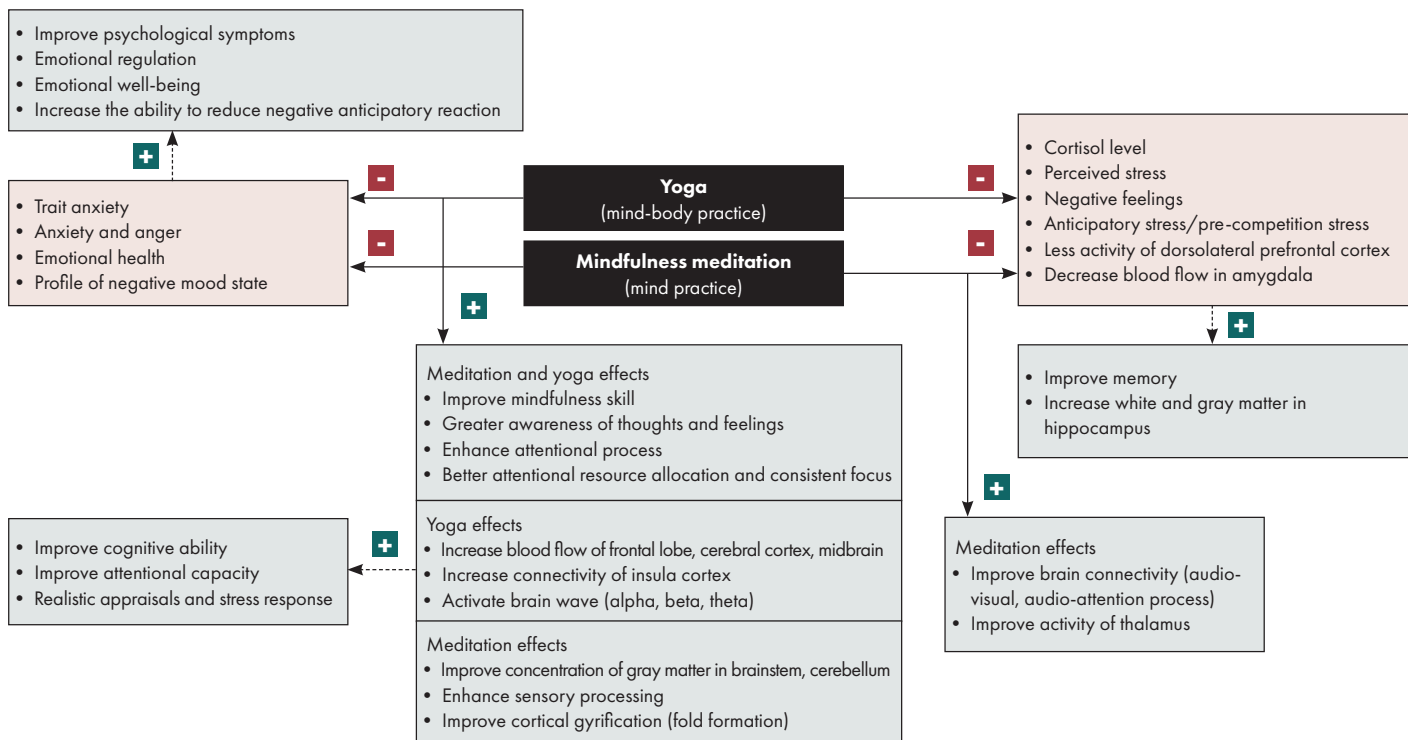 • Improve psychological symptoms
• Emotional regulation
• Emotional well-being
• Increase the ability to reduce negative anticipatory reaction
+
-
-
• Trait anxiety
• Anxiety and anger
• Emotional health
• Profile of negative mood state
Yoga
(mind-body practice)
Mindfulness meditation
(mind practice)
-
-
• Cortisol level
• Perceived stress
• Negative feelings
• Anticipatory stress/pre-competition stress
• Less activity of dorsolateral prefrontal cortex
• Decrease blood flow in amygdala
+
+
• Improve memory
• Increase white and gray matter in
hippocampus
Meditation and yoga effects
• Improve mindfulness skill
• Greater awareness of thoughts and feelings
• Enhance attentional process
• Better attentional resource allocation and consistent focus
Yoga effects
• Increase blood flow of frontal lobe, cerebral cortex, midbrain
• Increase connectivity of insula cortex
• Activate brain wave (alpha, beta, theta)
Meditation effects
• Improve concentration of gray matter in brainstem, cerebellum
• Enhance sensory processing
• Improve cortical gyrification (fold formation)
+
• Improve cognitive ability
• Improve attentional capacity
• Realistic appraisals and stress response
+
Meditation effects
• Improve brain connectivity (audio-
visual, audio-attention process)
• Improve activity of thalamus